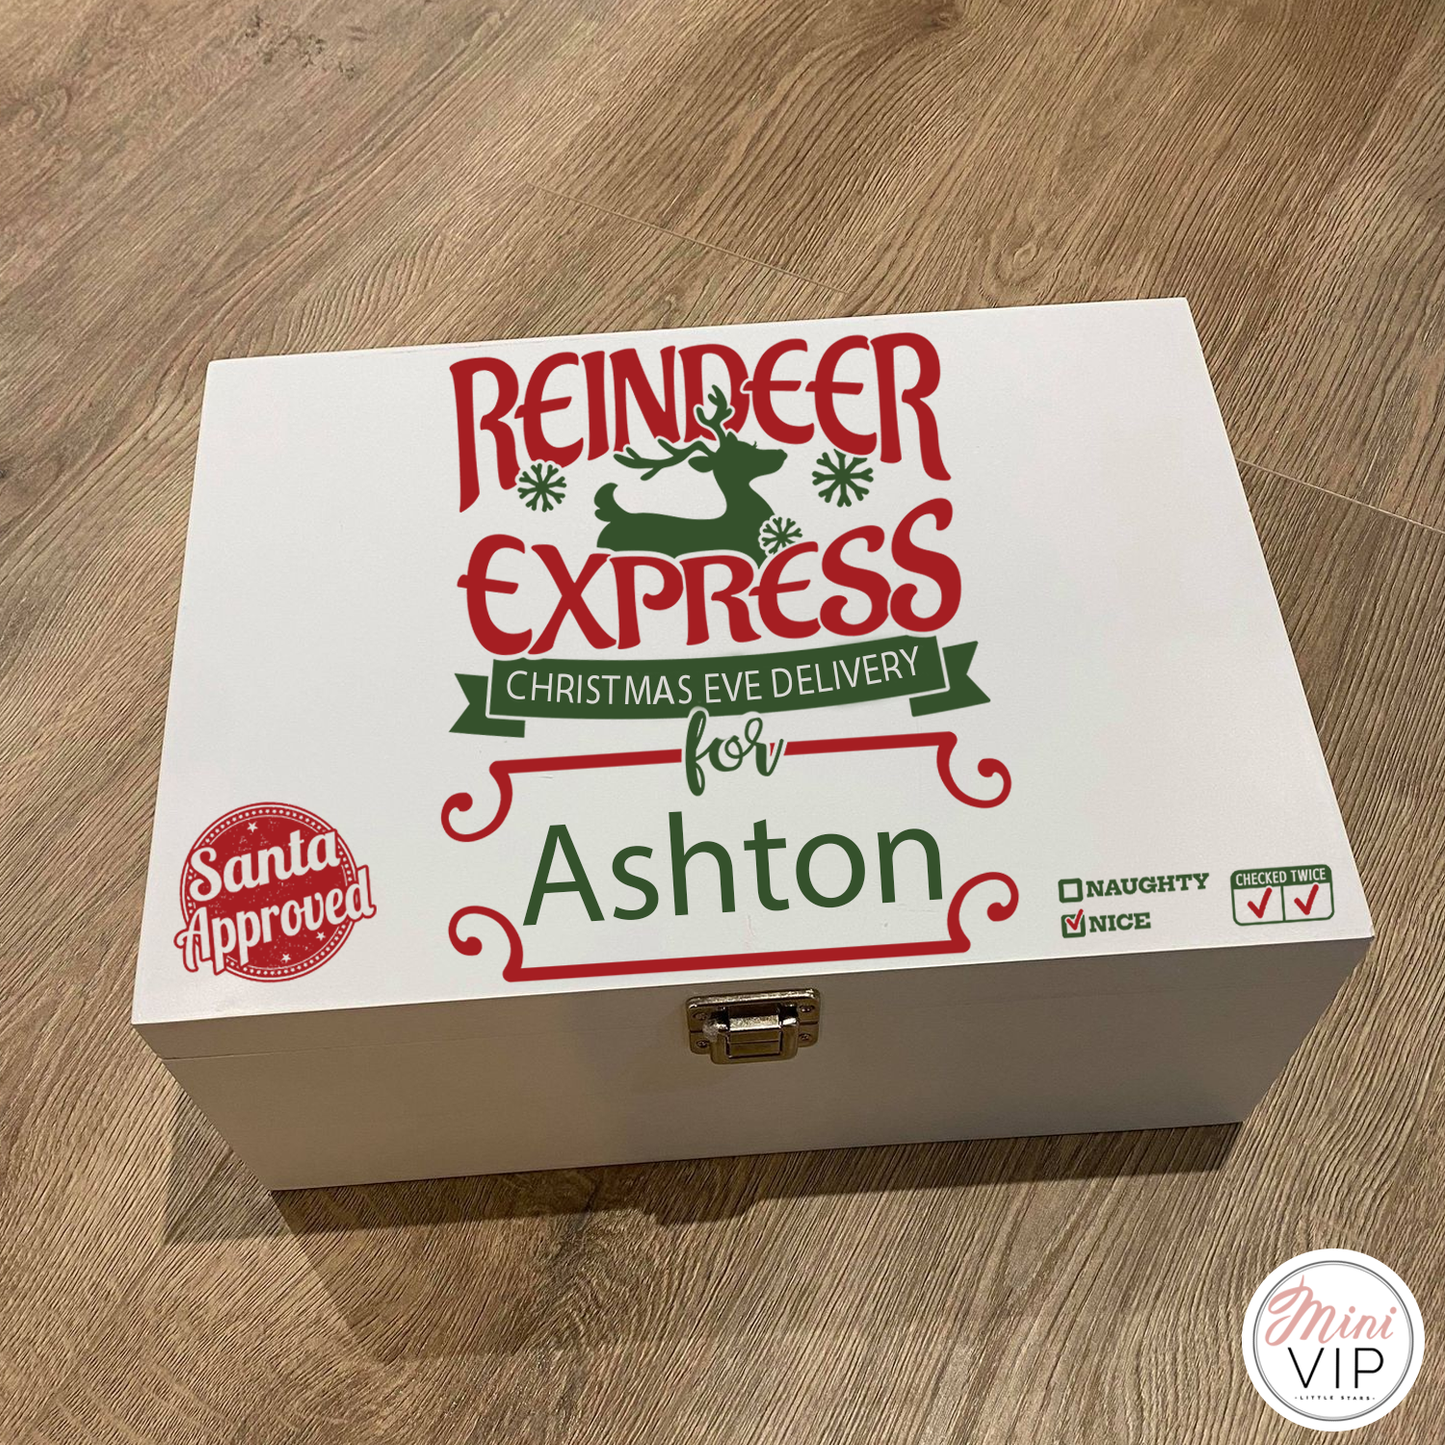 REINDEER
EXPRESS
CHRISTMAS EVE DELIVERY
for
Ashton
Santa
Approved
NAUGHTY
NICE
CHECKED TWICE
Mini
VIP
- LITTLE STARS -